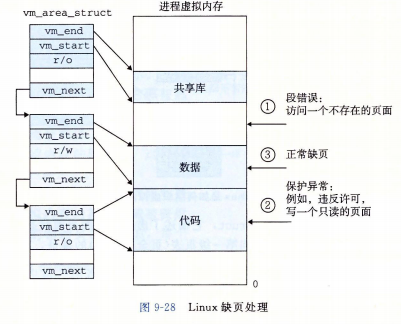 vm_area_struct
进程虚拟内存
vm_end
vm_start
r/o
vm_next
共享库
① 段错误：
访问一个不存在的页面
vm_end
vm_start
r/w
vm_next
数据
③ 正常缺页
② 保护异常：
例如，违反许可，
写一个只读的页面
代码
vm_end
vm_start
r/o
vm_next
0
图 9-28 Linux 缺页处理